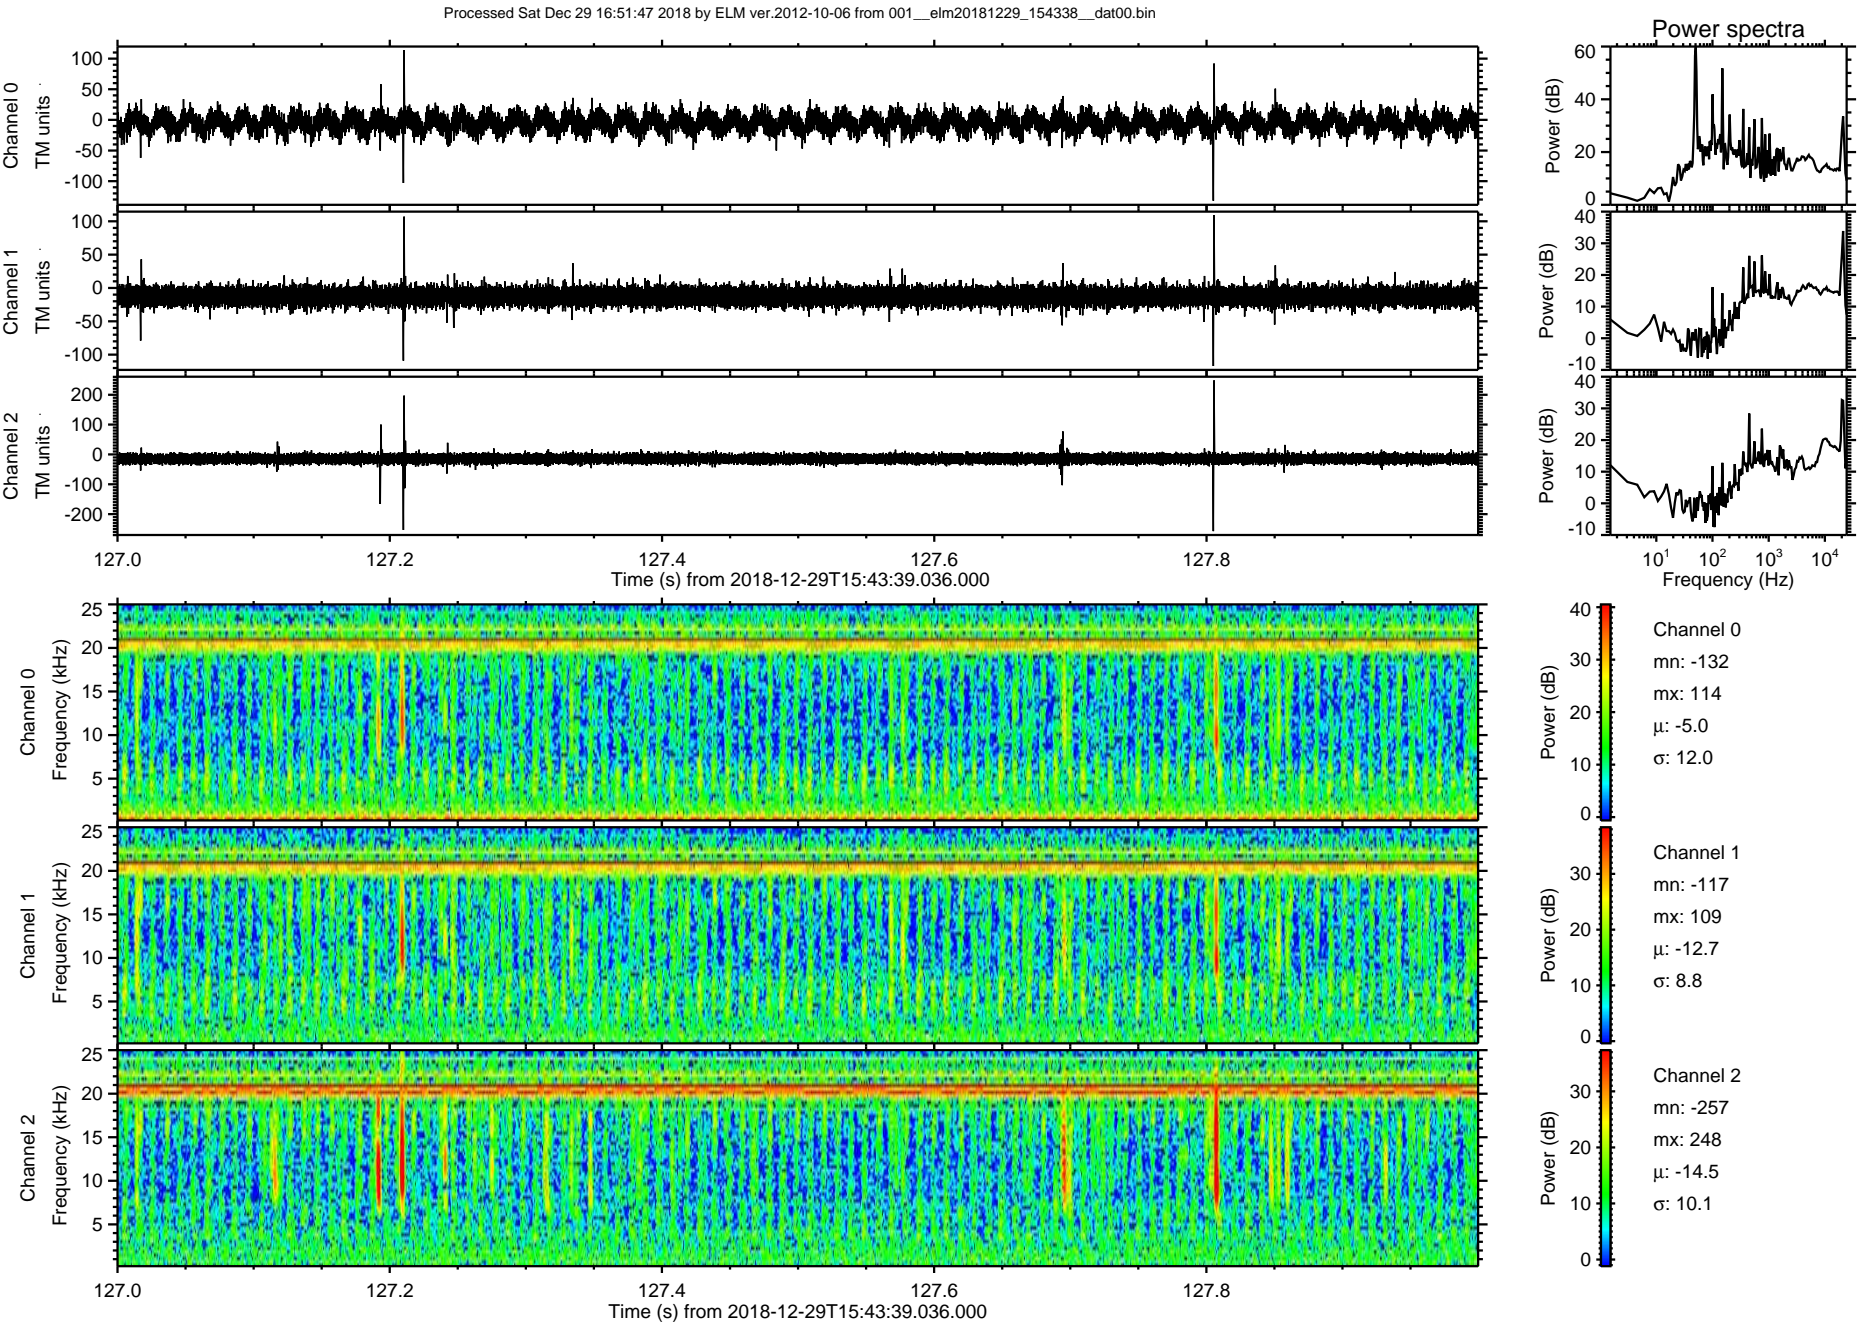 Processed Sat Dec 29 16:51:47 2018 by ELM ver.2012-10-06 from 001__elm20181229_154338__dat00.bin
Power spectra
Channel 0
TM units
100
50
0
-50
-100
Power (dB)
60
40
20
0
Channel 1
TM units
100
50
0
-50
-100
Power (dB)
40
30
20
10
0
-10
Channel 2
TM units
200
100
0
-100
-200
Power (dB)
40
30
20
10
0
-10
127.0 127.2 127.4 127.6 127.8
Time (s) from 2018-12-29T15:43:39.036.000
10¹ 10² 10³ 10⁴
Frequency (Hz)
Channel 0
Frequency (kHz)
25
20
15
10
5
Power (dB)
40
30
20
10
0
Channel 0
mn: -132
mx: 114
μ: -5.0
σ: 12.0
Channel 1
Frequency (kHz)
25
20
15
10
5
Power (dB)
30
20
10
0
Channel 1
mn: -117
mx: 109
μ: -12.7
σ: 8.8
Channel 2
Frequency (kHz)
25
20
15
10
5
Power (dB)
30
20
10
0
Channel 2
mn: -257
mx: 248
μ: -14.5
σ: 10.1
127.0 127.2 127.4 127.6 127.8
Time (s) from 2018-12-29T15:43:39.036.000